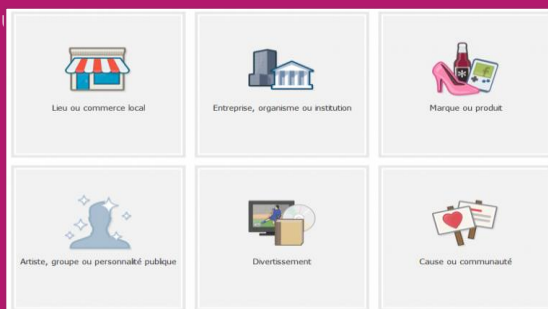 Lieu ou commerce local
Entreprise, organisme ou institution
Marque ou produit
Artiste, groupe ou personnalité publique
Divertissement
Cause ou communauté